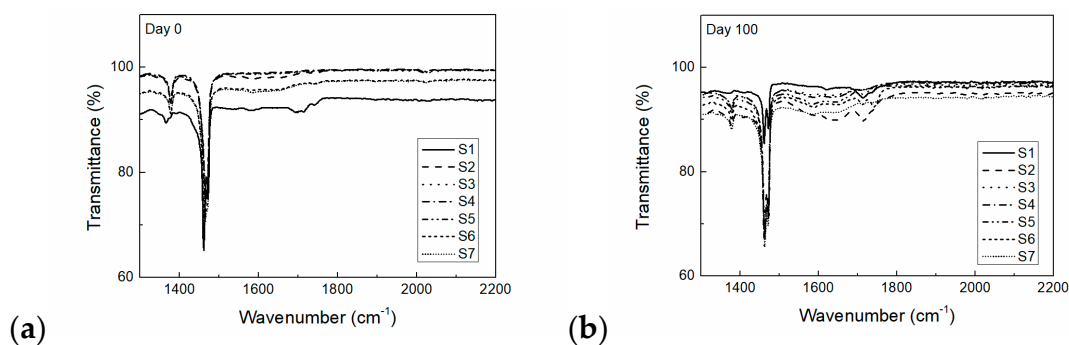 Day 0
100
80
60
Transmittance (%)
1400 1600 1800 2000 2200
Wavenumber (cm-1)
S1
S2
S3
S4
S5
S6
S7
(a)
Day 100
100
80
60
Transmittance (%)
1400 1600 1800 2000 2200
Wavenumber (cm-1)
S1
S2
S3
S4
S5
S6
S7
(b)